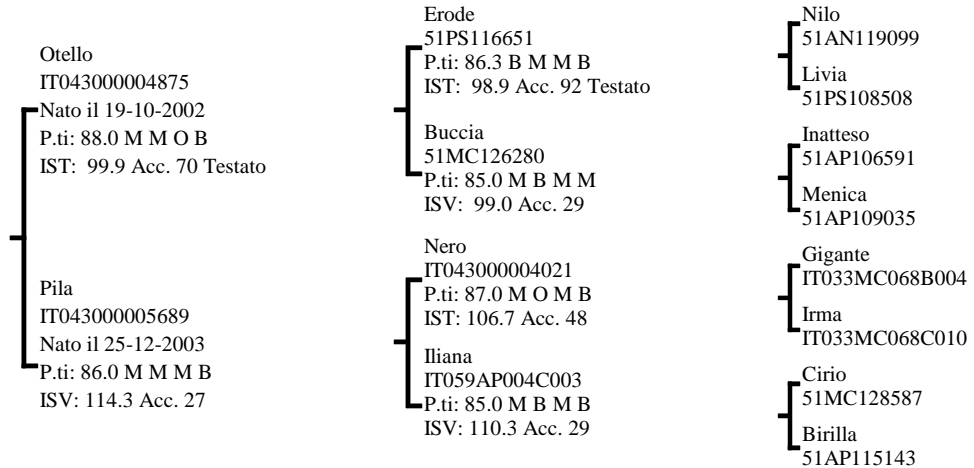 Otello
IT043000004875
Nato il 19-10-2002
P.ti: 88.0 M M O B
IST:  99.9 Acc. 70 Testato
Pila
IT043000005689
Nato il 25-12-2003
P.ti: 86.0 M M M B
ISV: 114.3 Acc. 27
Erode
51PS116651
P.ti: 86.3 B M M B
IST:  98.9 Acc. 92 Testato
Buccia
51MC126280
P.ti: 85.0 M B M M
ISV:  99.0 Acc. 29
Nero
IT043000004021
P.ti: 87.0 M O M B
IST: 106.7 Acc. 48
Iliana
IT059AP004C003
P.ti: 85.0 M B M B
ISV: 110.3 Acc. 29
Nilo
51AN119099
Livia
51PS108508
Inatteso
51AP106591
Menica
51AP109035
Gigante
IT033MC068B004
Irma
IT033MC068C010
Cirio
51MC128587
Birilla
51AP115143